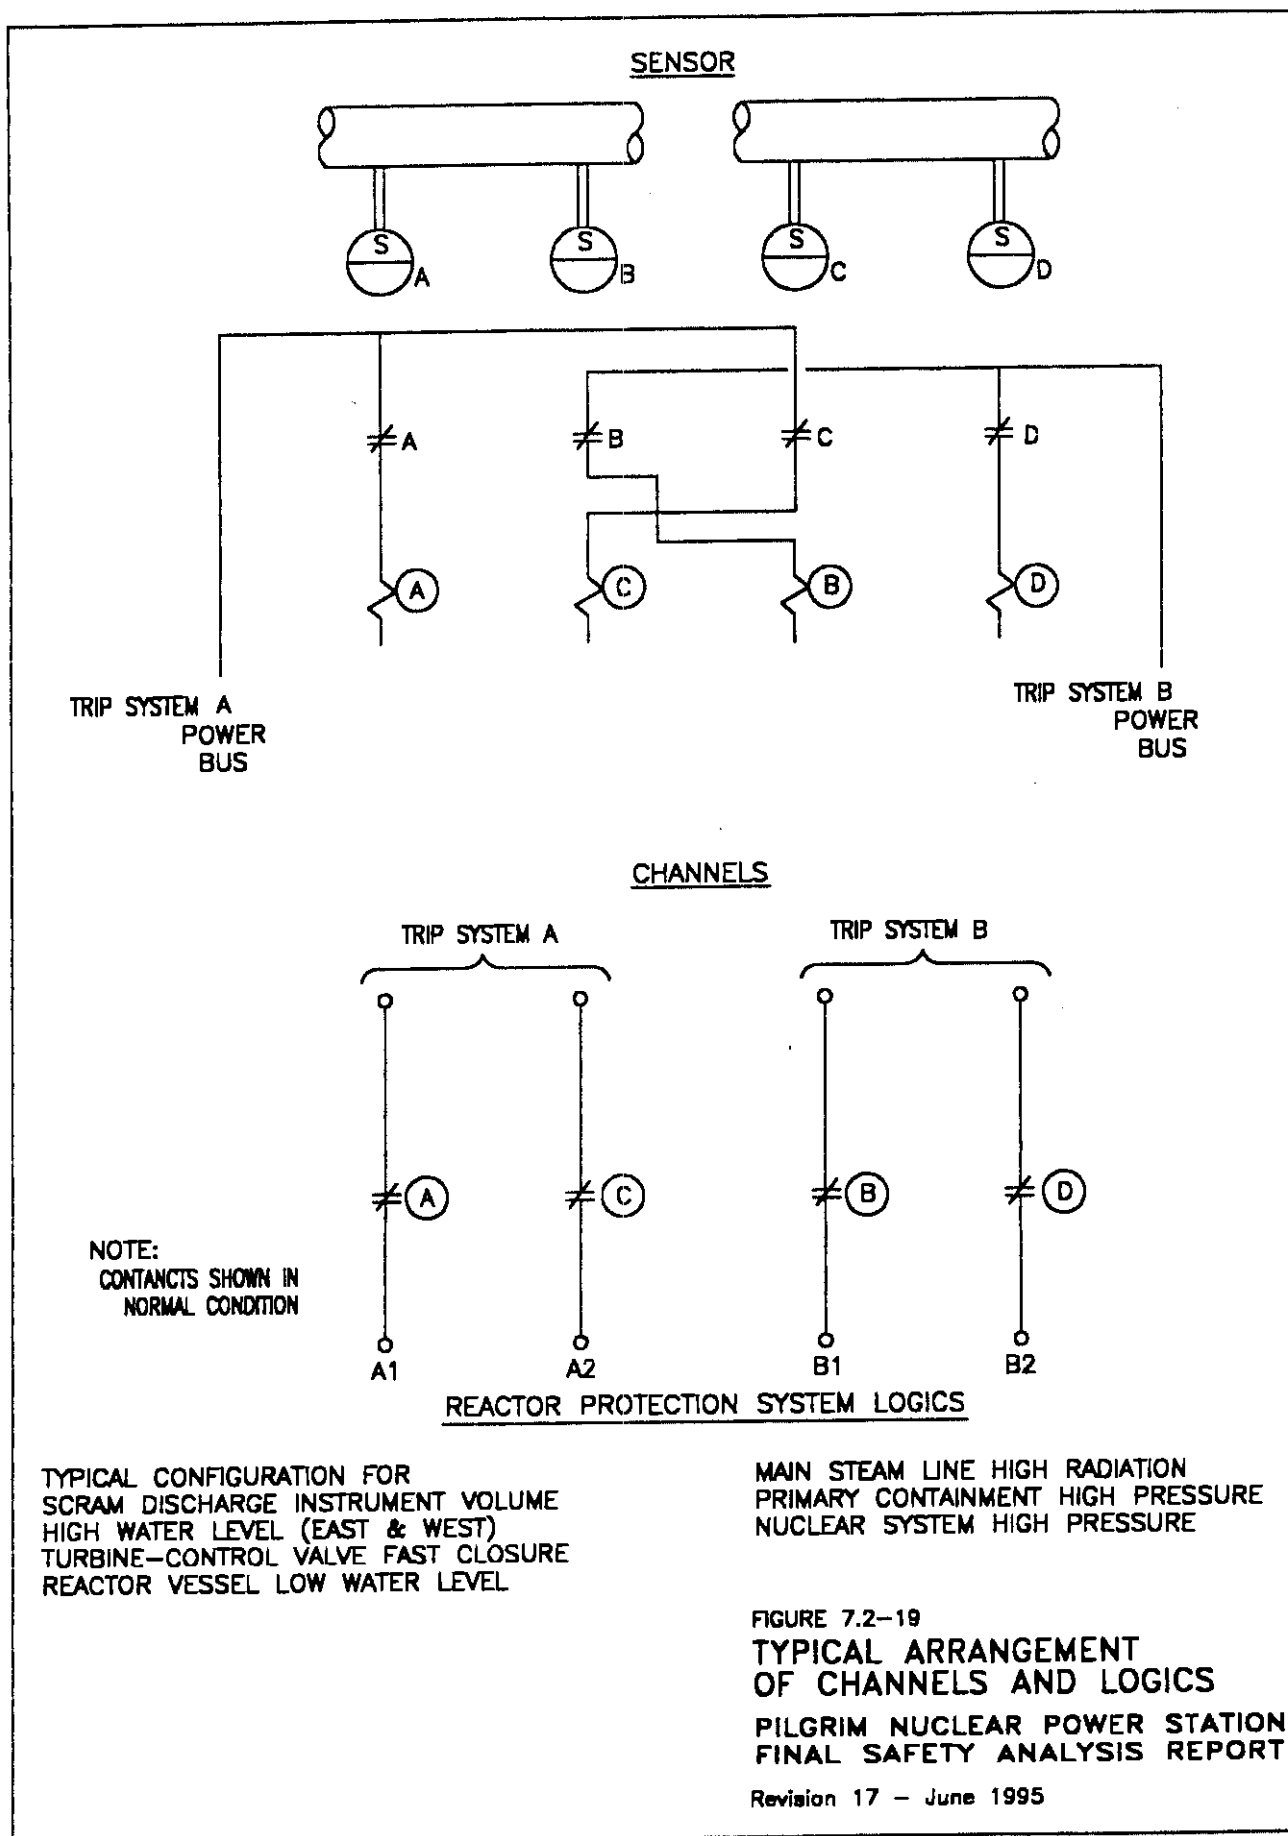 SENSOR
S S S S
A B C D
A B C D
A C B D
TRIP SYSTEM A
POWER
BUS
TRIP SYSTEM B
POWER
BUS
CHANNELS
TRIP SYSTEM A
TRIP SYSTEM B
A C B D
NOTE:
CONTANCTS SHOWN IN
NORMAL CONDITION
A1 A2 B1 B2
REACTOR PROTECTION SYSTEM LOGICS
TYPICAL CONFIGURATION FOR
SCRAM DISCHARGE INSTRUMENT VOLUME
HIGH WATER LEVEL (EAST & WEST)
TURBINE-CONTROL VALVE FAST CLOSURE
REACTOR VESSEL LOW WATER LEVEL
MAIN STEAM LINE HIGH RADIATION
PRIMARY CONTAINMENT HIGH PRESSURE
NUCLEAR SYSTEM HIGH PRESSURE
FIGURE 7.2-19
TYPICAL ARRANGEMENT
OF CHANNELS AND LOGICS
PILGRIM NUCLEAR POWER STATION
FINAL SAFETY ANALYSIS REPORT
Revision 17 - June 1995